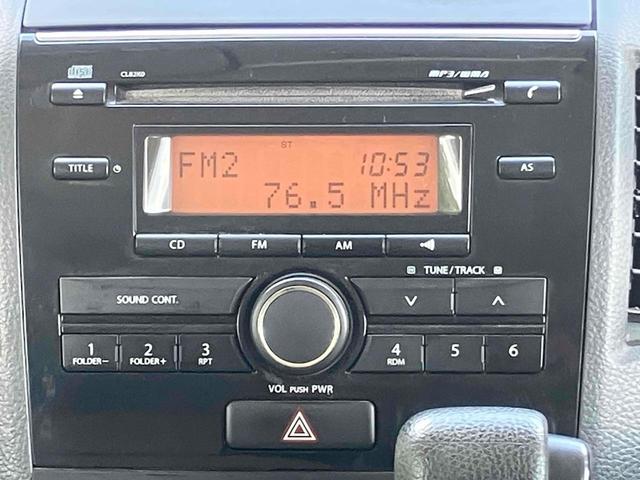 CL82K0
MP3/WMA
TITLE
ST
FM2 10:53
76.5 MHz
AS
CD FM AM
TUNE/TRACK
SOUND CONT.
1 2 3 4 5 6
FOLDER- FOLDER+ RPT RDM
VOL PUSH PWR